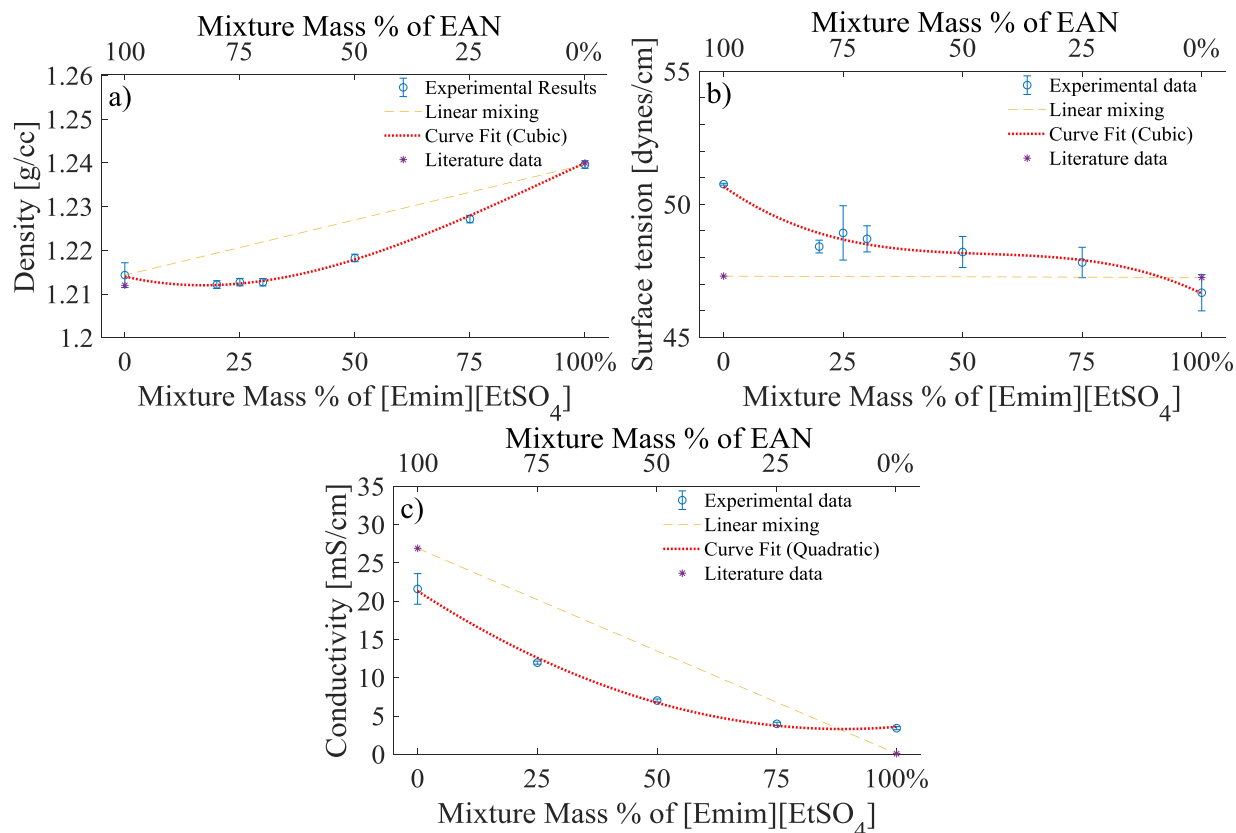 Mixture Mass % of EAN
100 75 50 25 0%
a)
Experimental Results
Linear mixing
Curve Fit (Cubic)
Literature data
Density [g/cc]
1.26
1.25
1.24
1.23
1.22
1.21
1.2
0 25 50 75 100%
Mixture Mass % of [Emim][EtSO4]
Mixture Mass % of EAN
100 75 50 25 0%
b)
Experimental data
Linear mixing
Curve Fit (Cubic)
Literature data
Surface tension [dynes/cm]
55
50
45
0 25 50 75 100%
Mixture Mass % of [Emim][EtSO4]
Mixture Mass % of EAN
100 75 50 25 0%
c)
Experimental data
Linear mixing
Curve Fit (Quadratic)
Literature data
Conductivity [mS/cm]
35
30
25
20
15
10
5
0
0 25 50 75 100%
Mixture Mass % of [Emim][EtSO4]